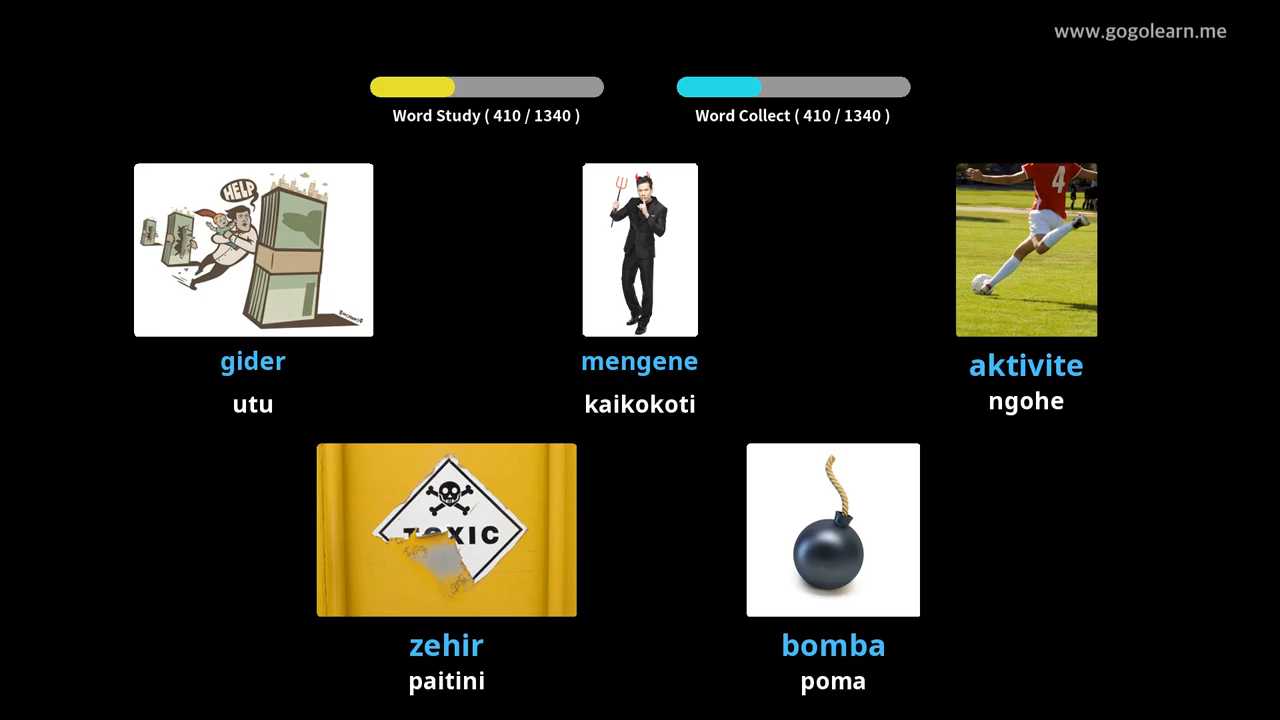 www.gogolearn.me
Word Study ( 410 / 1340 )
Word Collect ( 410 / 1340 )
HELP
4
gider
mengene
aktivite
utu
kaikokoti
ngohe
TOXIC
zehir
bomba
paitini
poma